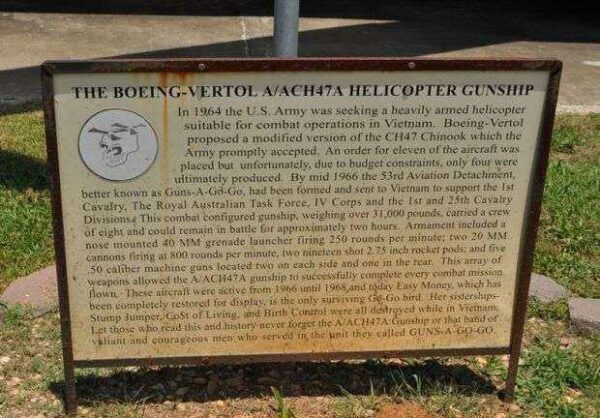 THE BOEING-VERTOL A/ACH47A HELICOPTER GUNSHIP
In 1964 the U.S. Army was seeking a heavily armed helicopter
suitable for combat operations in Vietnam. Boeing-Vertol
proposed a modified version of the CH47 Chinook which the
Army promptly accepted. An order for eleven of the aircraft was
placed but unfortunately, due to budget constraints, only four were
ultimately produced. By mid 1966 the 53rd Aviation Detachment,
better known as Guns-A-Go-Go, had been formed and sent to Vietnam to support the 1st
Cavalry, The Royal Australian Task Force, IV Corps and the 1st and 25th Cavalry
Divisions. This combat configured gunship, weighing over 31,000 pounds, carried a crew
of eight and could remain in battle for approximately two hours. Armament included a
nose mounted 40 MM grenade launcher firing 250 rounds per minute; two 20 MM
cannons firing at 800 rounds per minute, two nineteen shot 2.75 inch rocket pods; and five
.50 caliber machine guns located two on each side and one in the rear. This array of
weapons allowed the A/ACH47A gunship to successfully complete every combat mission
flown. These aircraft were active from 1966 until 1968 and today Easy Money, which has
been completely restored for display, is the only surviving Go-Go bird. Her sisterships-
Stump Jumper, Co$t of Living, and Birth Control were all destroyed while in Vietnam.
Let those who read this and history never forget the A/ACH47A Gunship or that band of
valiant and courageous men who served in the unit they called GUNS-A-GO-GO.